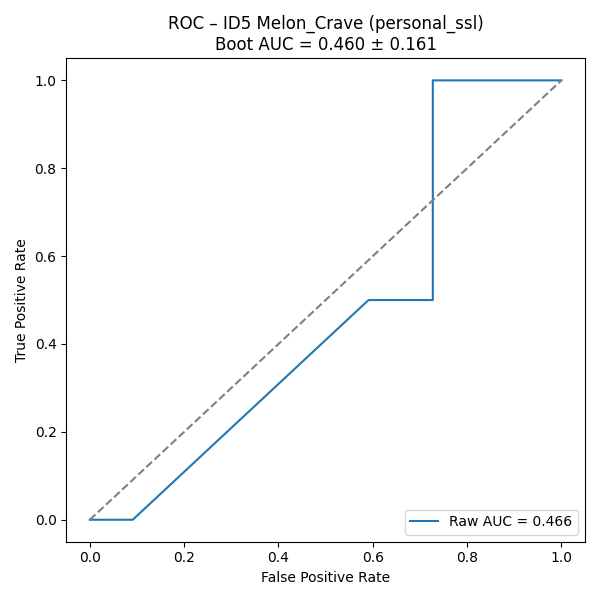 ROC – ID5 Melon_Crave (personal_ssl)
Boot AUC = 0.460 ± 0.161
True Positive Rate
1.0
0.8
0.6
0.4
0.2
0.0
Raw AUC = 0.466
0.0 0.2 0.4 0.6 0.8 1.0
False Positive Rate